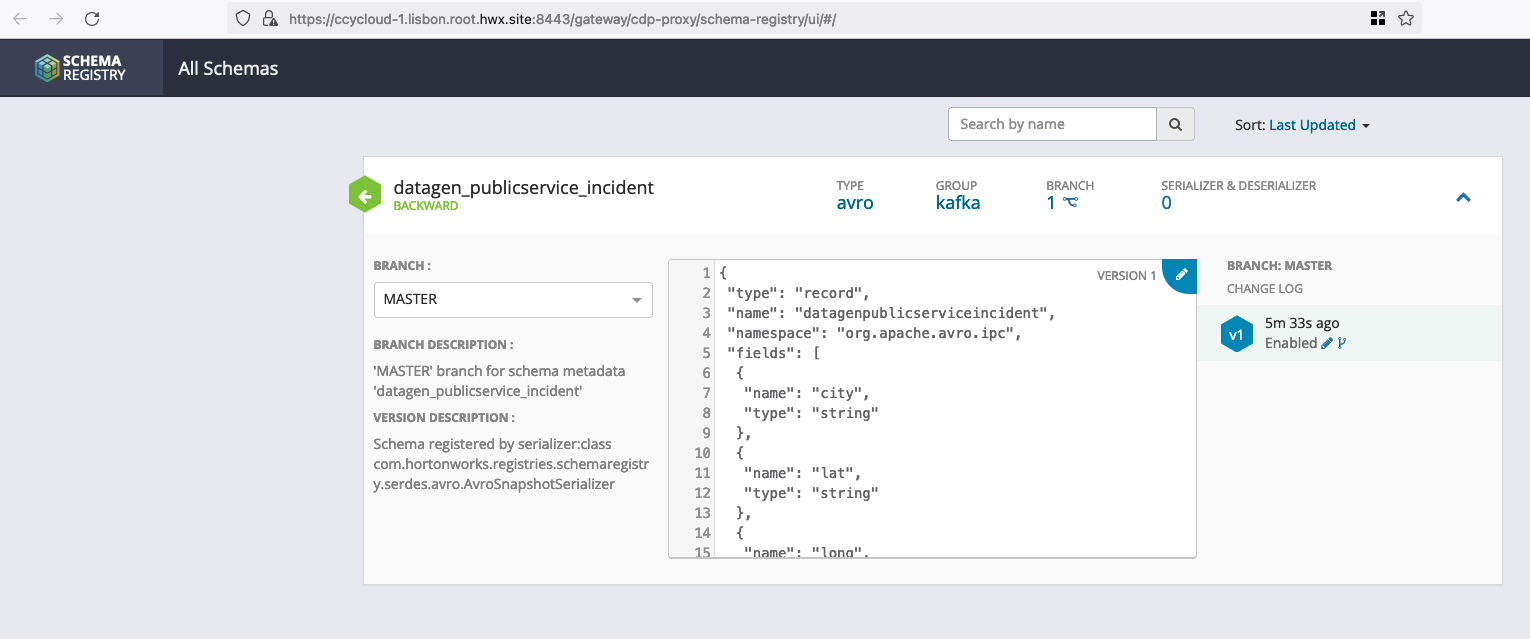 https://ccycloud-1.lisbon.root.hwx.site:8443/gateway/cdp-proxy/schema-registry/ui/#/
SCHEMA
REGISTRY
All Schemas
Search by name
Sort: Last Updated
datagen_publicservice_incident
BACKWARD
TYPE
avro
GROUP
kafka
BRANCH
1
SERIALIZER & DESERIALIZER
0
BRANCH :
MASTER
BRANCH DESCRIPTION :
'MASTER' branch for schema metadata
'datagen_publicservice_incident'
VERSION DESCRIPTION :
Schema registered by serializer:class
com.hortonworks.registries.schemaregistr
y.serdes.avro.AvroSnapshotSerializer
VERSION 1
1 {
2 "type": "record",
3 "name": "datagenpublicserviceincident",
4 "namespace": "org.apache.avro.ipc",
5 "fields": [
6 {
7 "name": "city",
8 "type": "string"
9 },
10 {
11 "name": "lat",
12 "type": "string"
13 },
14 {
15 "name": "long",
BRANCH: MASTER
CHANGE LOG
v1
5m 33s ago
Enabled